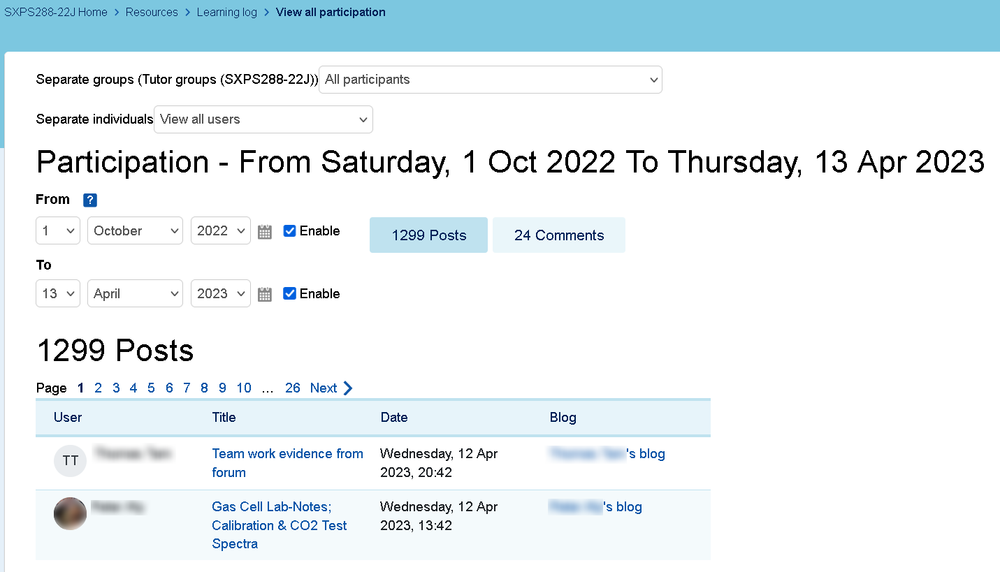 SXPS288-22J Home > Resources > Learning log > View all participation
Separate groups (Tutor groups (SXPS288-22J)) All participants
Separate individuals View all users
Participation - From Saturday, 1 Oct 2022 To Thursday, 13 Apr 2023
From ?
1 October 2022 Enable 1299 Posts 24 Comments
To
13 April 2023 Enable
1299 Posts
Page 1 2 3 4 5 6 7 8 9 10 ... 26 Next
User Title Date Blog
TT Team work evidence from Wednesday, 12 Apr 's blog
forum 2023, 20:42
Gas Cell Lab-Notes; Wednesday, 12 Apr 's blog
Calibration & CO2 Test 2023, 13:42
Spectra